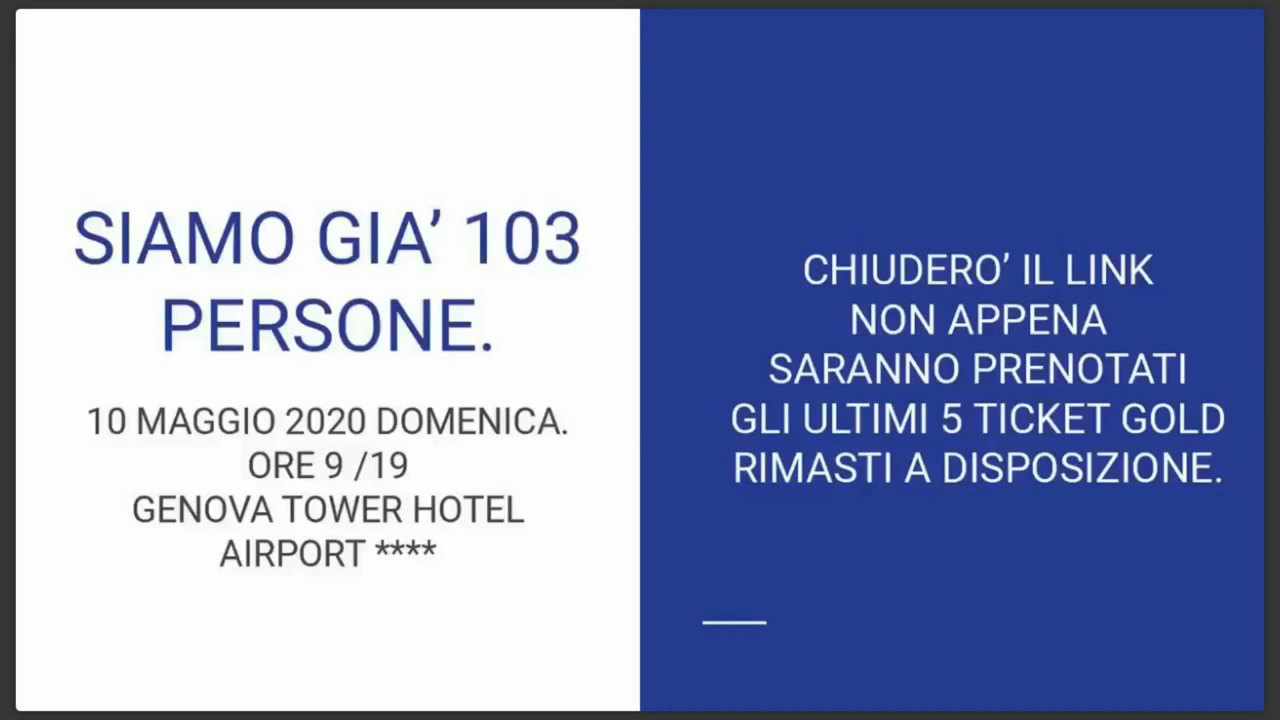 SIAMO GIA’ 103
PERSONE.
10 MAGGIO 2020 DOMENICA.
ORE 9 /19
GENOVA TOWER HOTEL
AIRPORT ****
CHIUDERO’ IL LINK
NON APPENA
SARANNO PRENOTATI
GLI ULTIMI 5 TICKET GOLD
RIMASTI A DISPOSIZIONE.